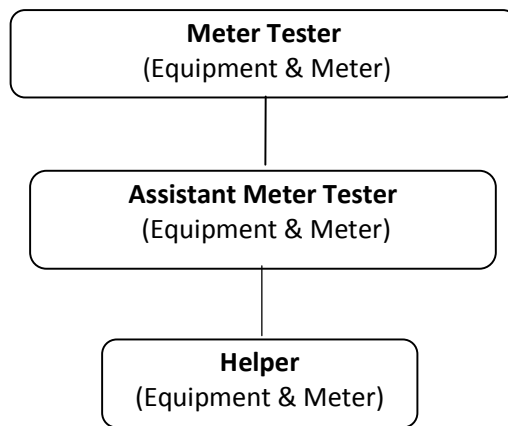 Meter Tester
(Equipment & Meter)
Assistant Meter Tester
(Equipment & Meter)
Helper
(Equipment & Meter)